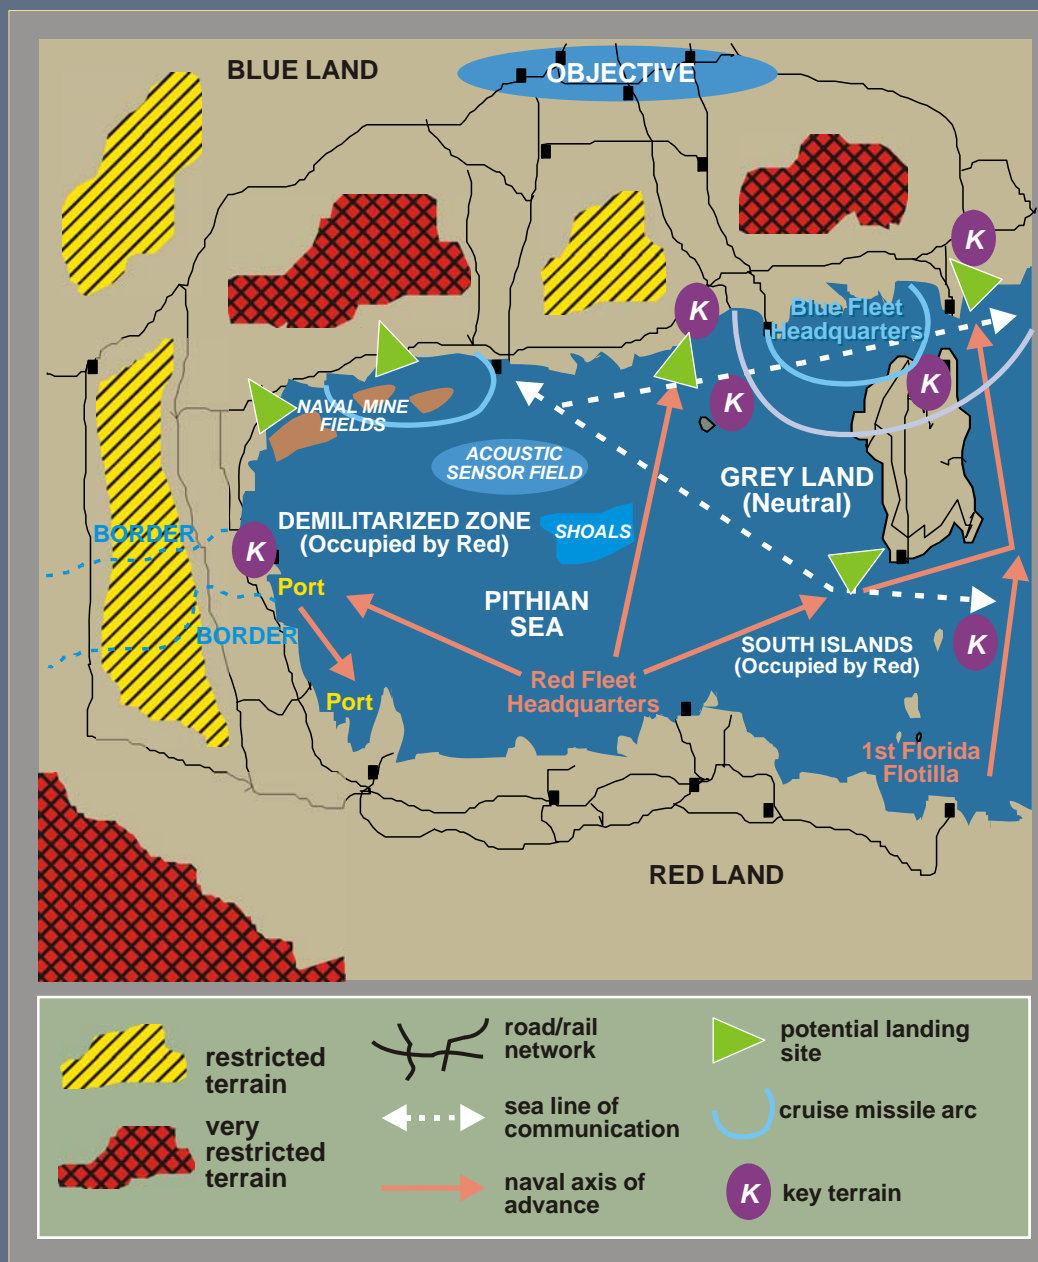 BLUE LAND
OBJECTIVE
K
K
Blue Fleet
Headquarters
K
K
NAVAL MINE
FIELDS
ACOUSTIC
SENSOR FIELD
GREY LAND
(Neutral)
DEMILITARIZED ZONE
(Occupied by Red)
SHOALS
BORDER
K
Port
PITHIAN
SEA
BORDER
SOUTH ISLANDS
(Occupied by Red)
K
Red Fleet
Headquarters
Port
1st Florida
Flotilla
RED LAND
restricted
terrain
road/rail
network
potential landing
site
very
restricted
terrain
sea line of
communication
cruise missile arc
naval axis of
advance
K
key terrain